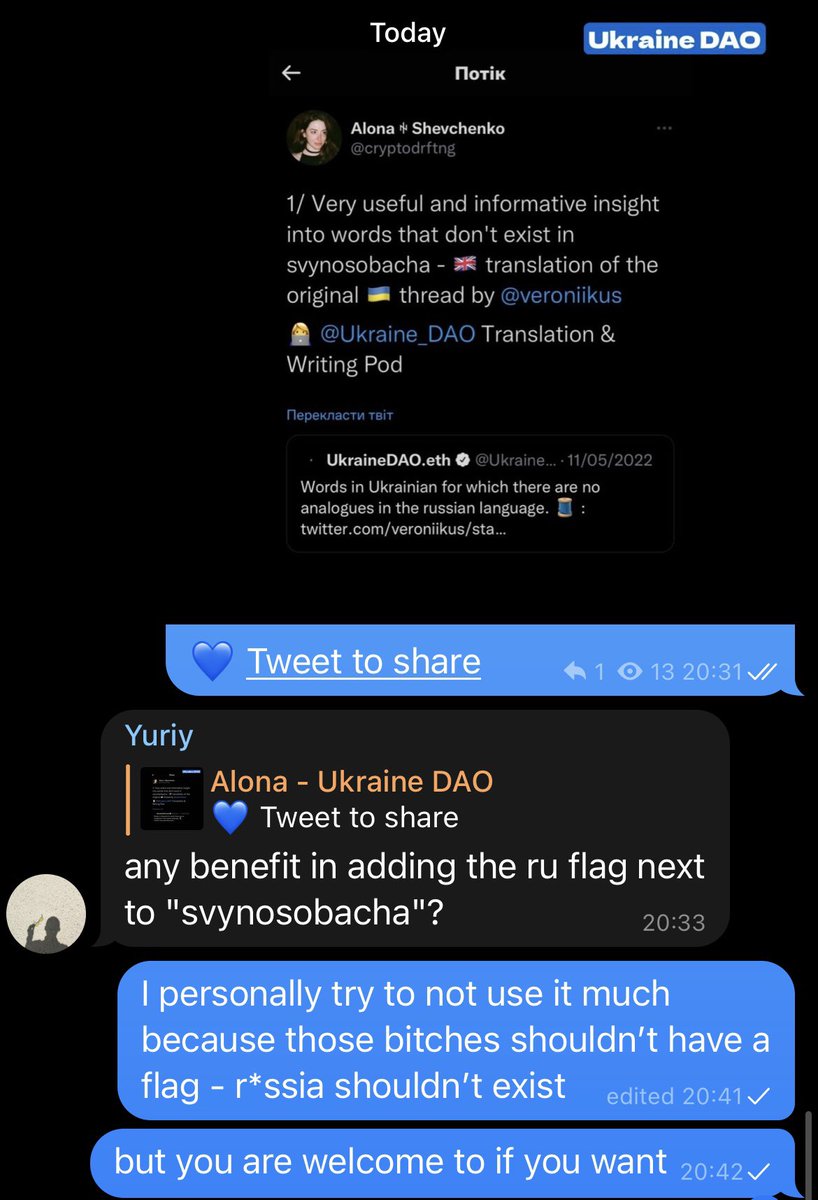 Today
Ukraine DAO
← Потік
Alona Shevchenko
...
@cryptodrftng
1/ Very useful and informative insight
into words that don't exist in
svynosobacha - 🇬🇧 translation of the
original 🇺🇦 thread by @veroniikus
🧑‍💻 @Ukraine_DAO Translation &
Writing Pod
Перекласти твіт
· UkraineDAO.eth @Ukraine... · 11/05/2022
Words in Ukrainian for which there are no
analogues in the russian language. 🧵 :
twitter.com/veroniikus/sta...
💙 Tweet to share
1 13 20:31
Yuriy
Alona - Ukraine DAO
💙 Tweet to share
any benefit in adding the ru flag next
to "svynosobacha"?
20:33
I personally try to not use it much
because those bitches shouldn’t have a
flag - r*ssia shouldn’t exist
edited 20:41
but you are welcome to if you want
20:42